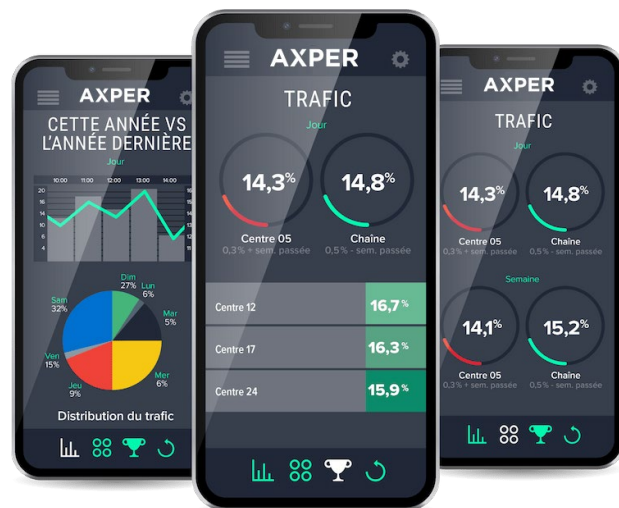 AXPER
CETTE ANNÉE VS
L'ANNÉE DERNIÈRE
Jour
10:00 11:00 12:00 13:00 14:00
20
16
14
10
6
4
Dim
27%
Lun
6%
Mar
5%
Mer
6%
Jeu
9%
Ven
15%
Sam
32%
Distribution du trafic
AXPER
TRAFIC
Jour
14,3% 14,8%
Centre 05 Chaîne
0,3% + sem. passée 0,5% - sem. passée
Centre 12 16,7%
Centre 17 16,3%
Centre 24 15,9%
AXPER
TRAFIC
Jour
14,3% 14,8%
Centre 05 Chaîne
0,3% + sem. passée 0,5% - sem. passée
Semaine
14,1% 15,2%
Centre 05 Chaîne
0,3% + sem. passée 0,5% - sem. passée